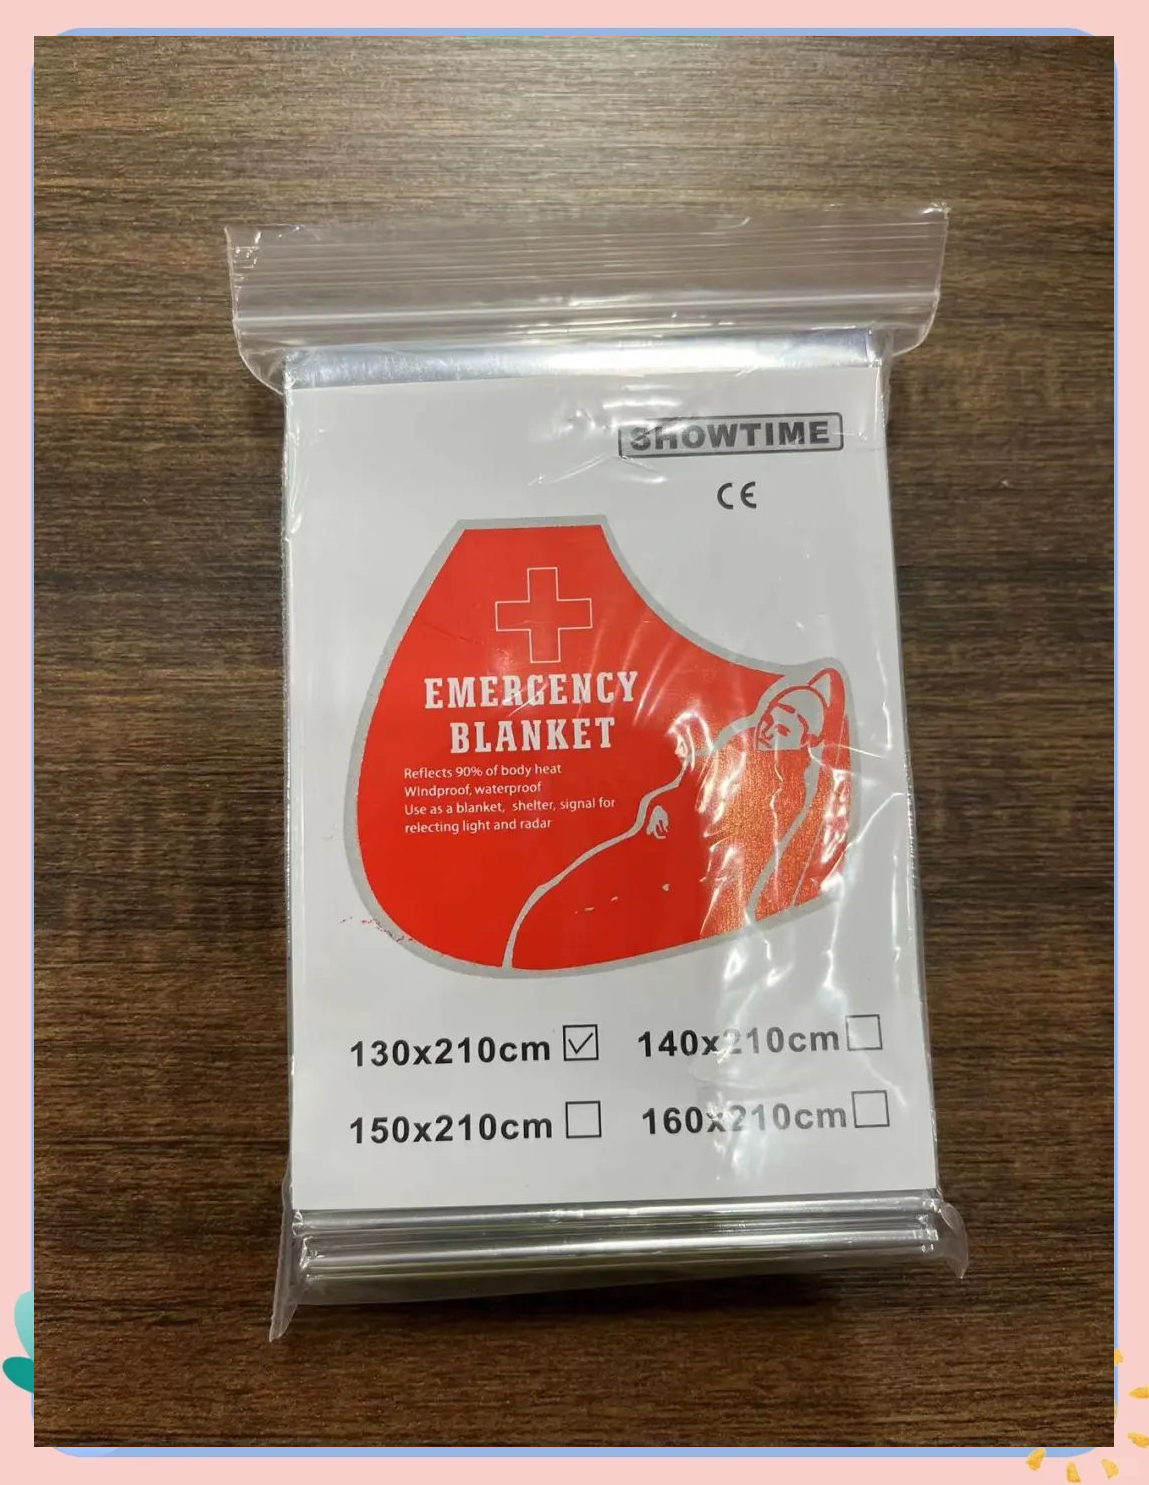 SHOWTIME
CE
EMERGENCY
BLANKET
Reflects 90% of body heat
WIndproof, waterproof
Use as a blanket, shelter, signal for
relecting light and radar
130x210cm 140x210cm
150x210cm 160x210cm